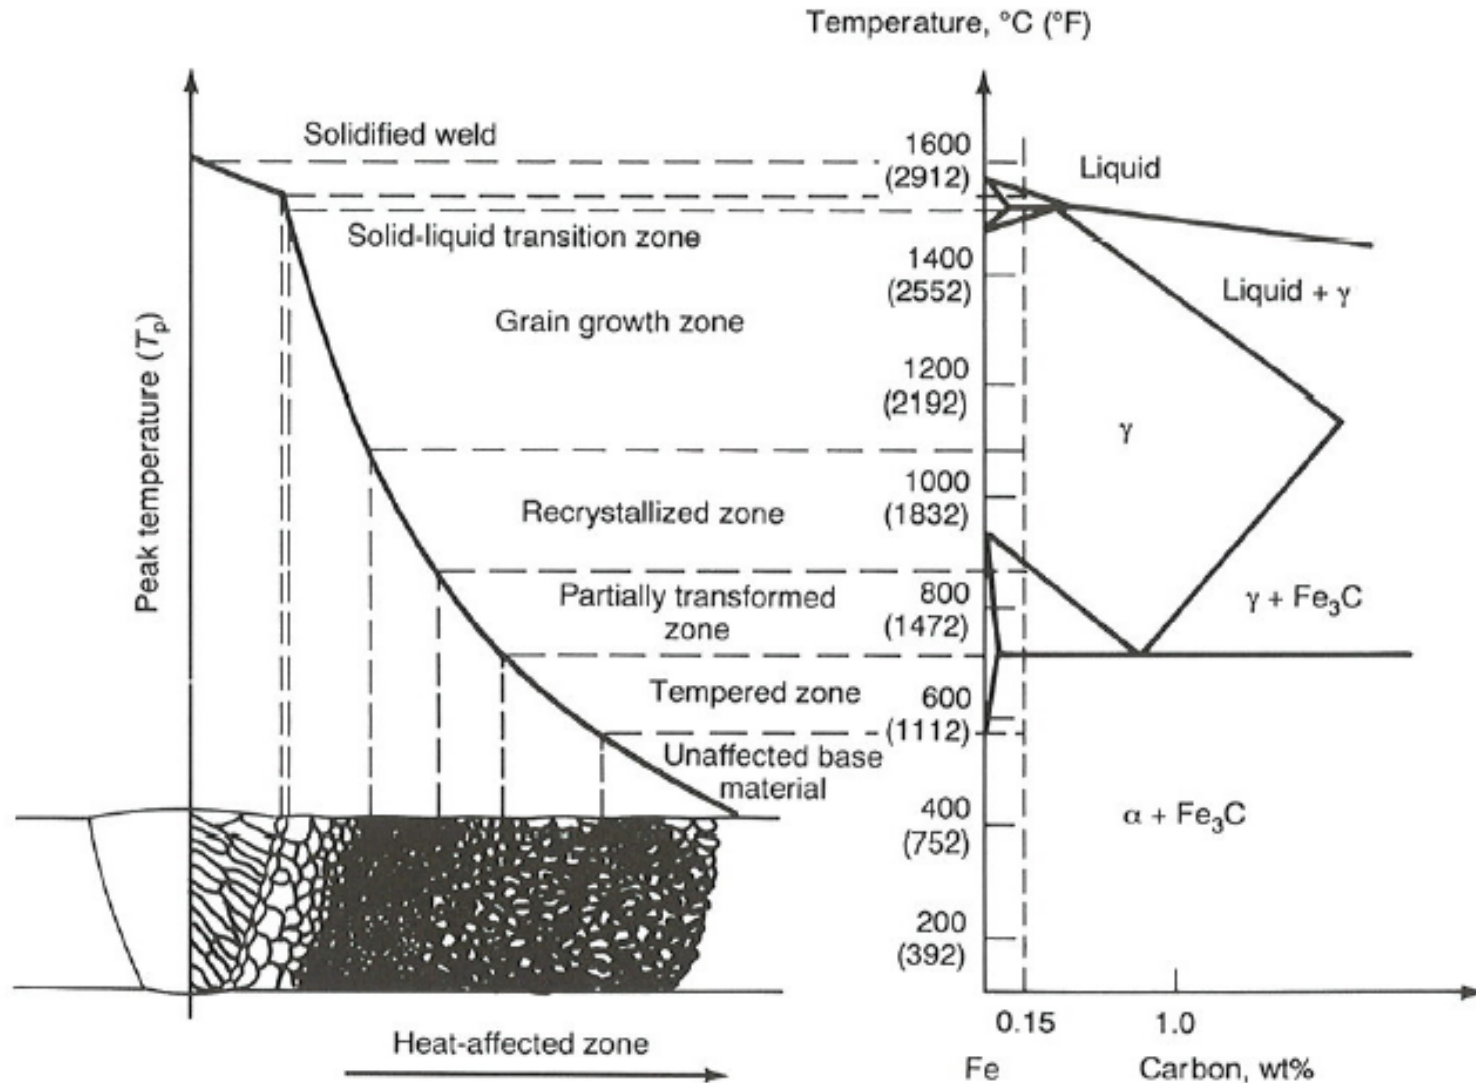 Temperature, °C (°F)
Peak temperature (Tp)
Solidified weld
Solid-liquid transition zone
Grain growth zone
Recrystallized zone
Partially transformed
zone
Tempered zone
Unaffected base
material
Heat-affected zone
1600
(2912)
1400
(2552)
1200
(2192)
1000
(1832)
800
(1472)
600
(1112)
400
(752)
200
(392)
Liquid
Liquid + γ
γ
γ + Fe₃C
α + Fe₃C
0.15
1.0
Fe
Carbon, wt%